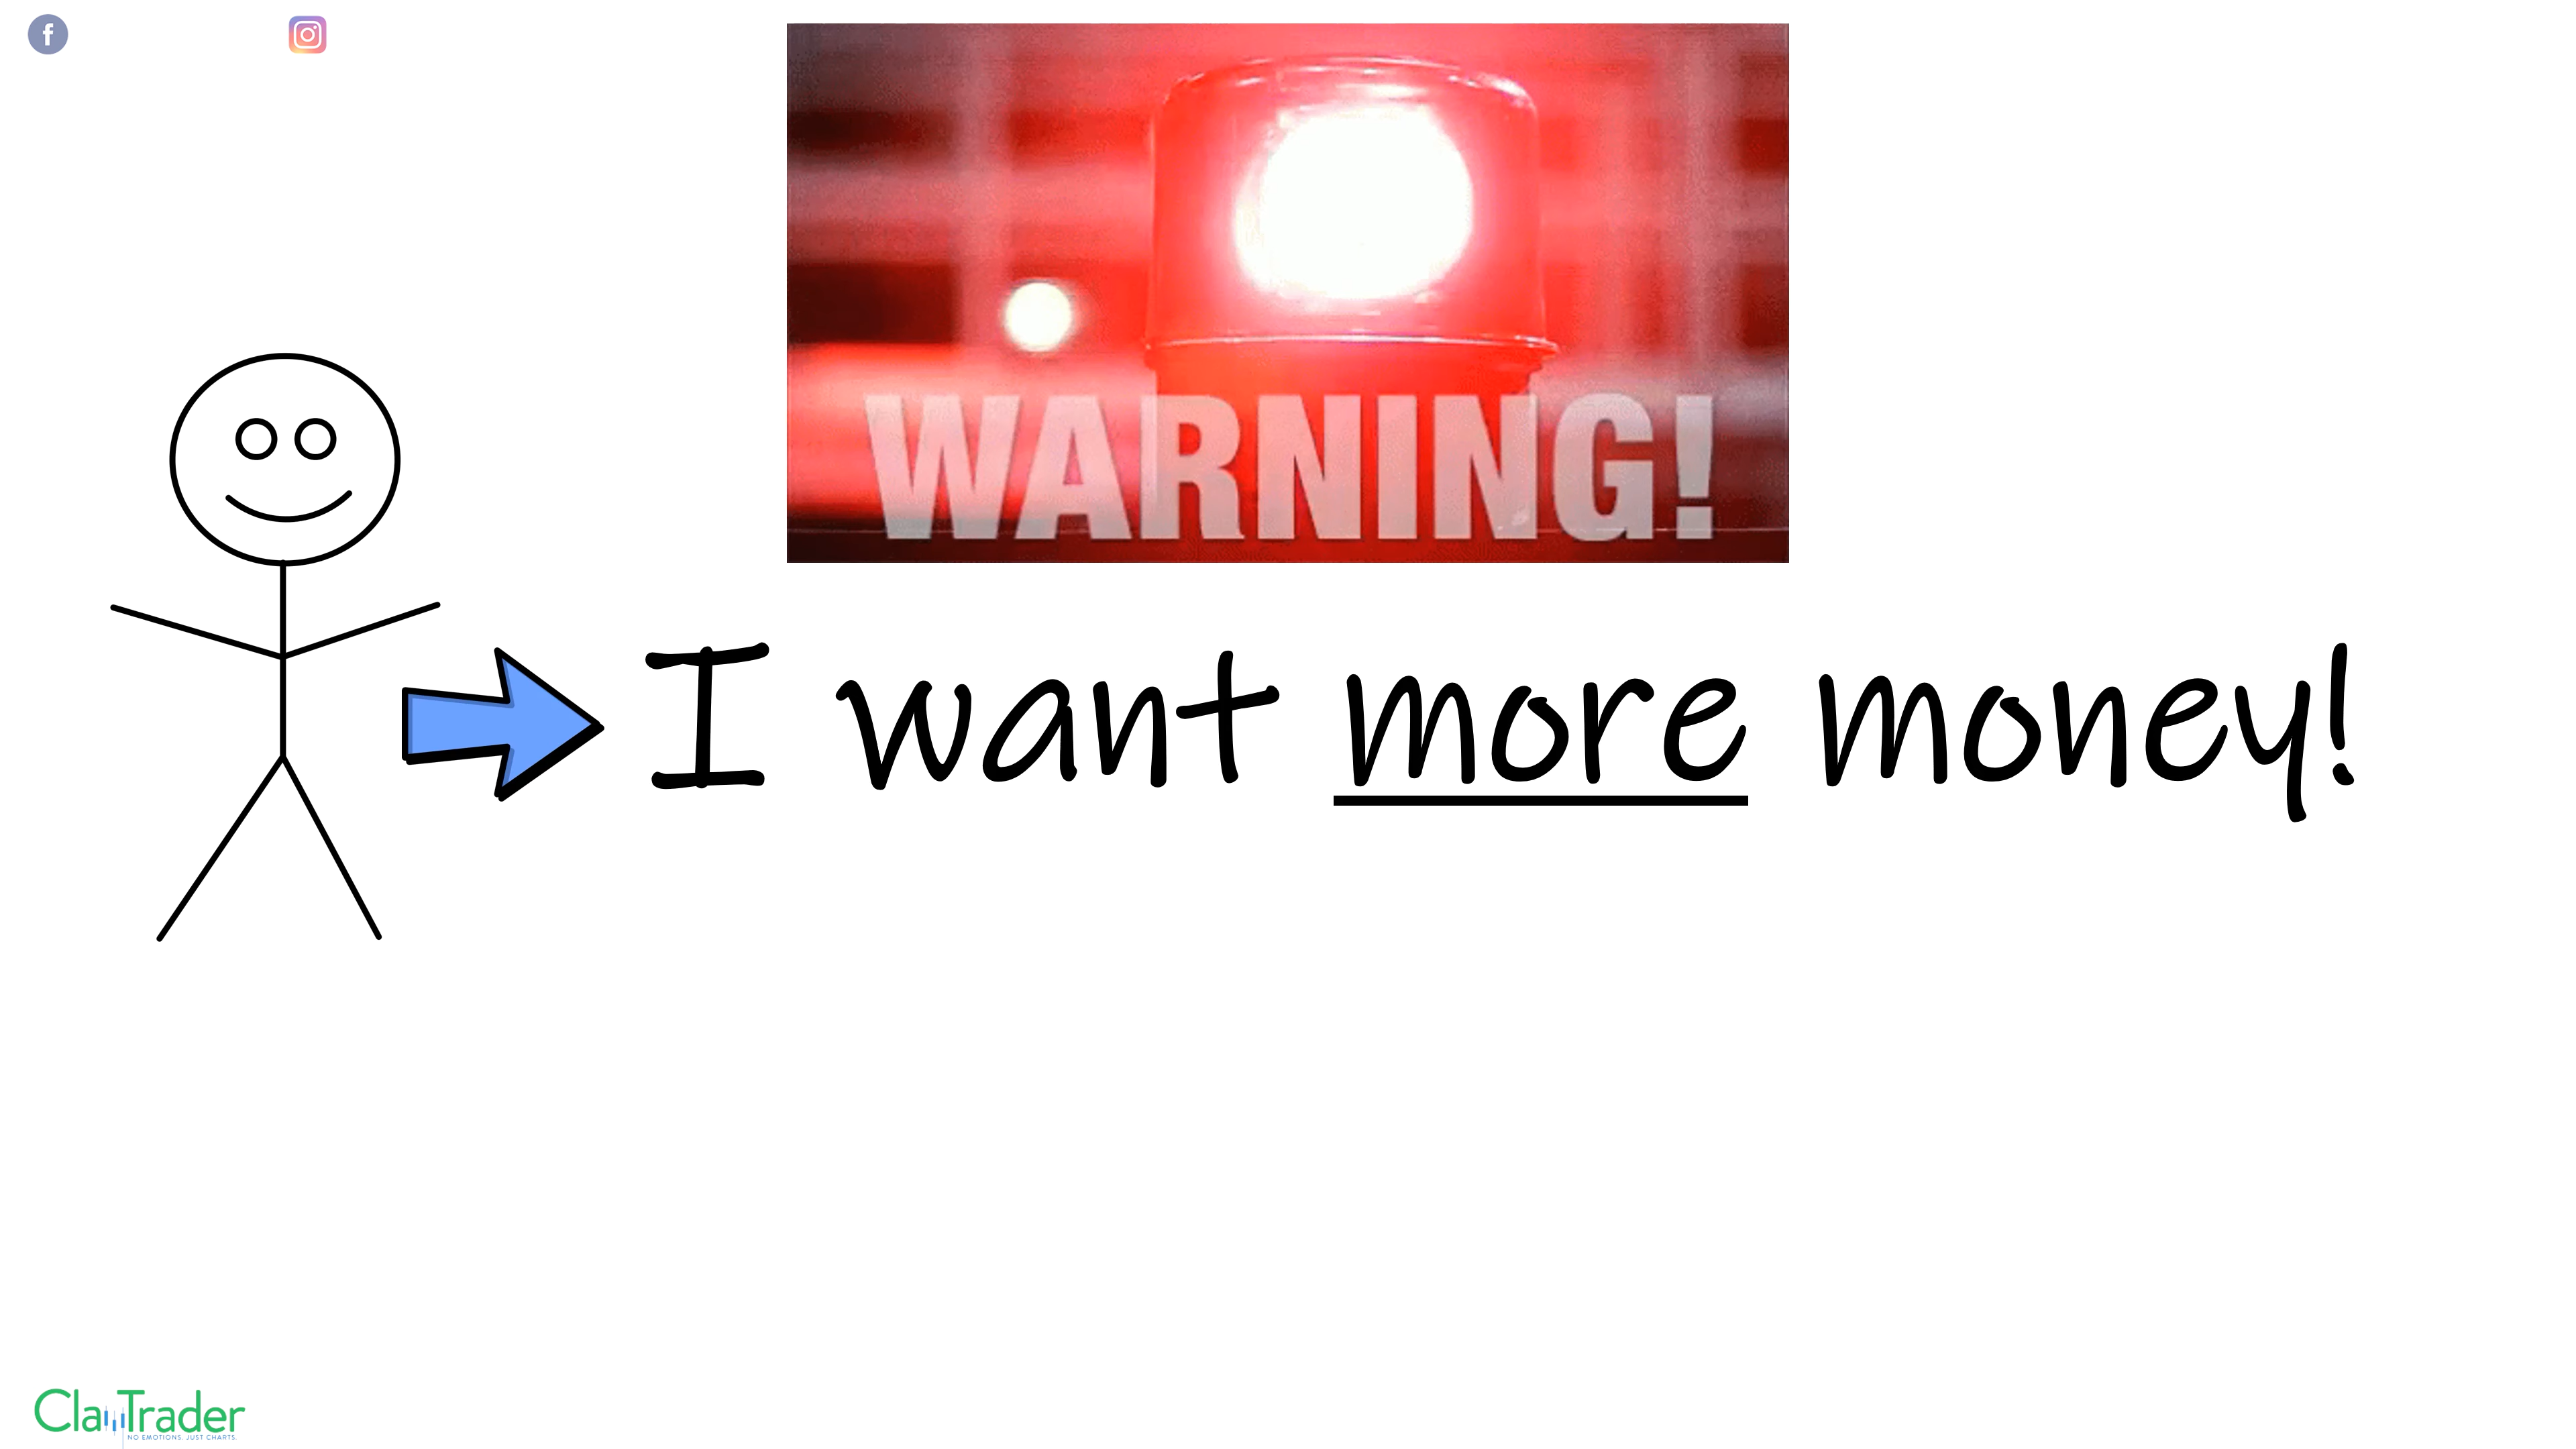 f
WARNING!
I want more money!
ClayTrader
NO EMOTIONS. JUST CHARTS.